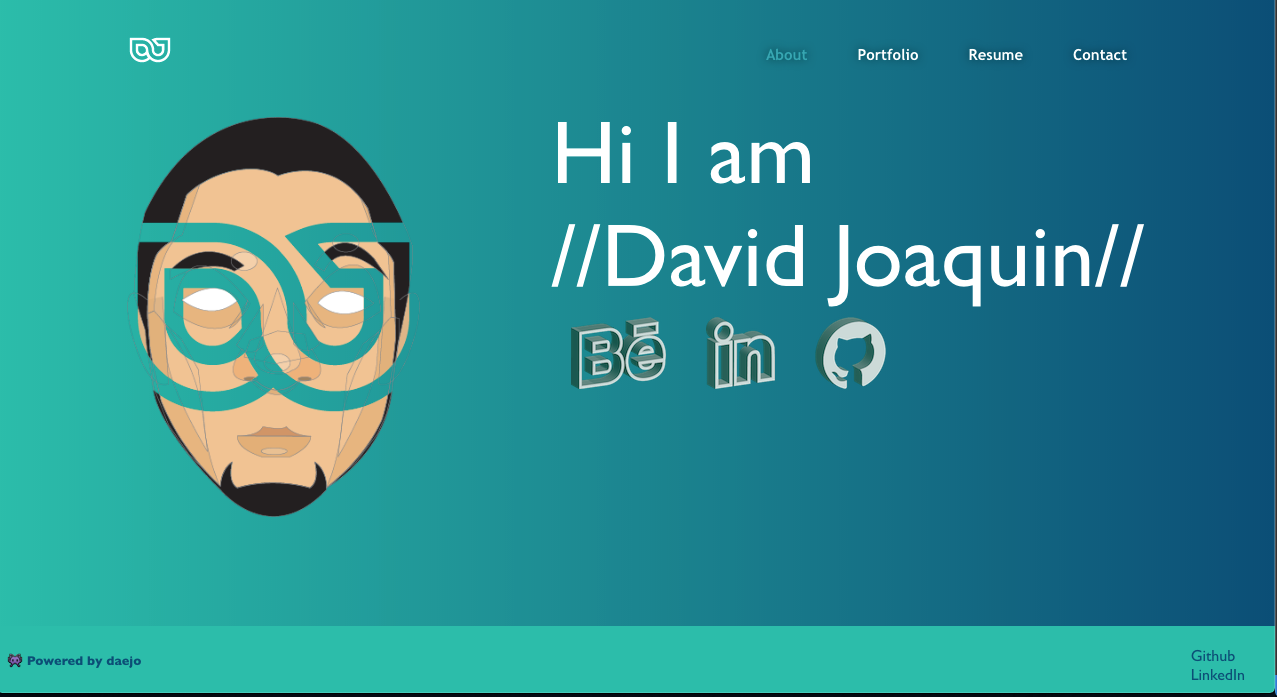 About Portfolio Resume Contact
Hi I am
//David Joaquin//
Bē in
Powered by daejo
Github
LinkedIn